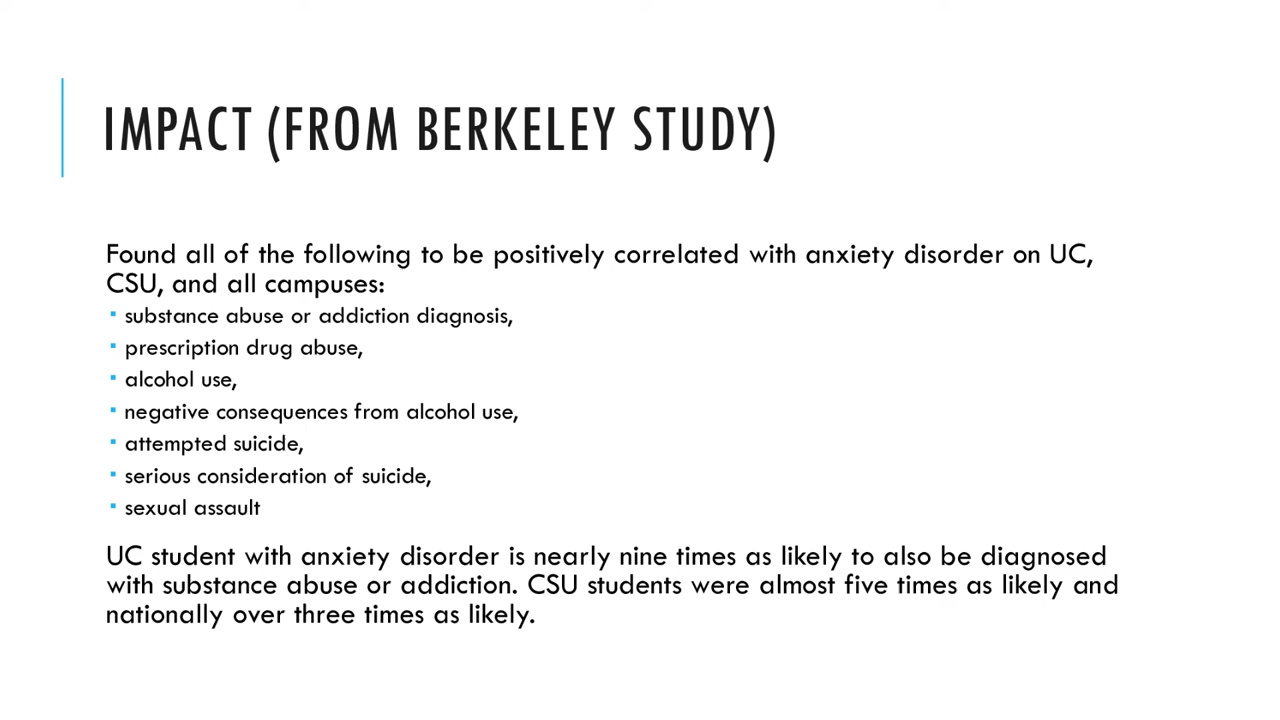 IMPACT (FROM BERKELEY STUDY)
Found all of the following to be positively correlated with anxiety disorder on UC,
CSU, and all campuses:
▪ substance abuse or addiction diagnosis,
▪ prescription drug abuse,
▪ alcohol use,
▪ negative consequences from alcohol use,
▪ attempted suicide,
▪ serious consideration of suicide,
▪ sexual assault
UC student with anxiety disorder is nearly nine times as likely to also be diagnosed
with substance abuse or addiction. CSU students were almost five times as likely and
nationally over three times as likely.